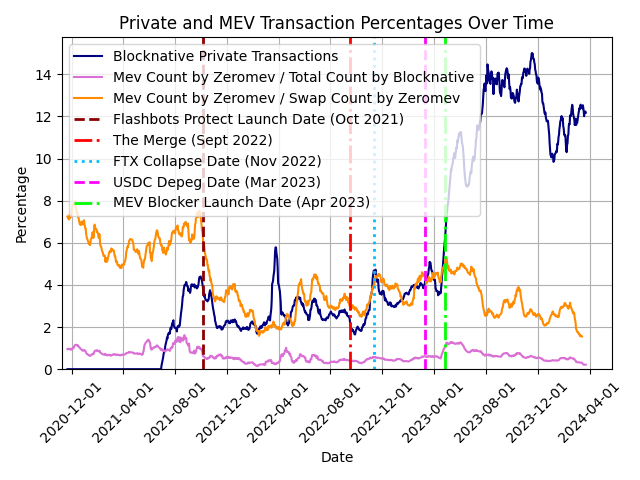 Private and MEV Transaction Percentages Over Time
Blocknative Private Transactions
Mev Count by Zeromev / Total Count by Blocknative
Mev Count by Zeromev / Swap Count by Zeromev
Flashbots Protect Launch Date (Oct 2021)
The Merge (Sept 2022)
FTX Collapse Date (Nov 2022)
USDC Depeg Date (Mar 2023)
MEV Blocker Launch Date (Apr 2023)
Percentage
14
12
10
8
6
4
2
0
2020-12-01
2021-04-01
2021-08-01
2021-12-01
2022-04-01
2022-08-01
2022-12-01
2023-04-01
2023-08-01
2023-12-01
2024-04-01
Date